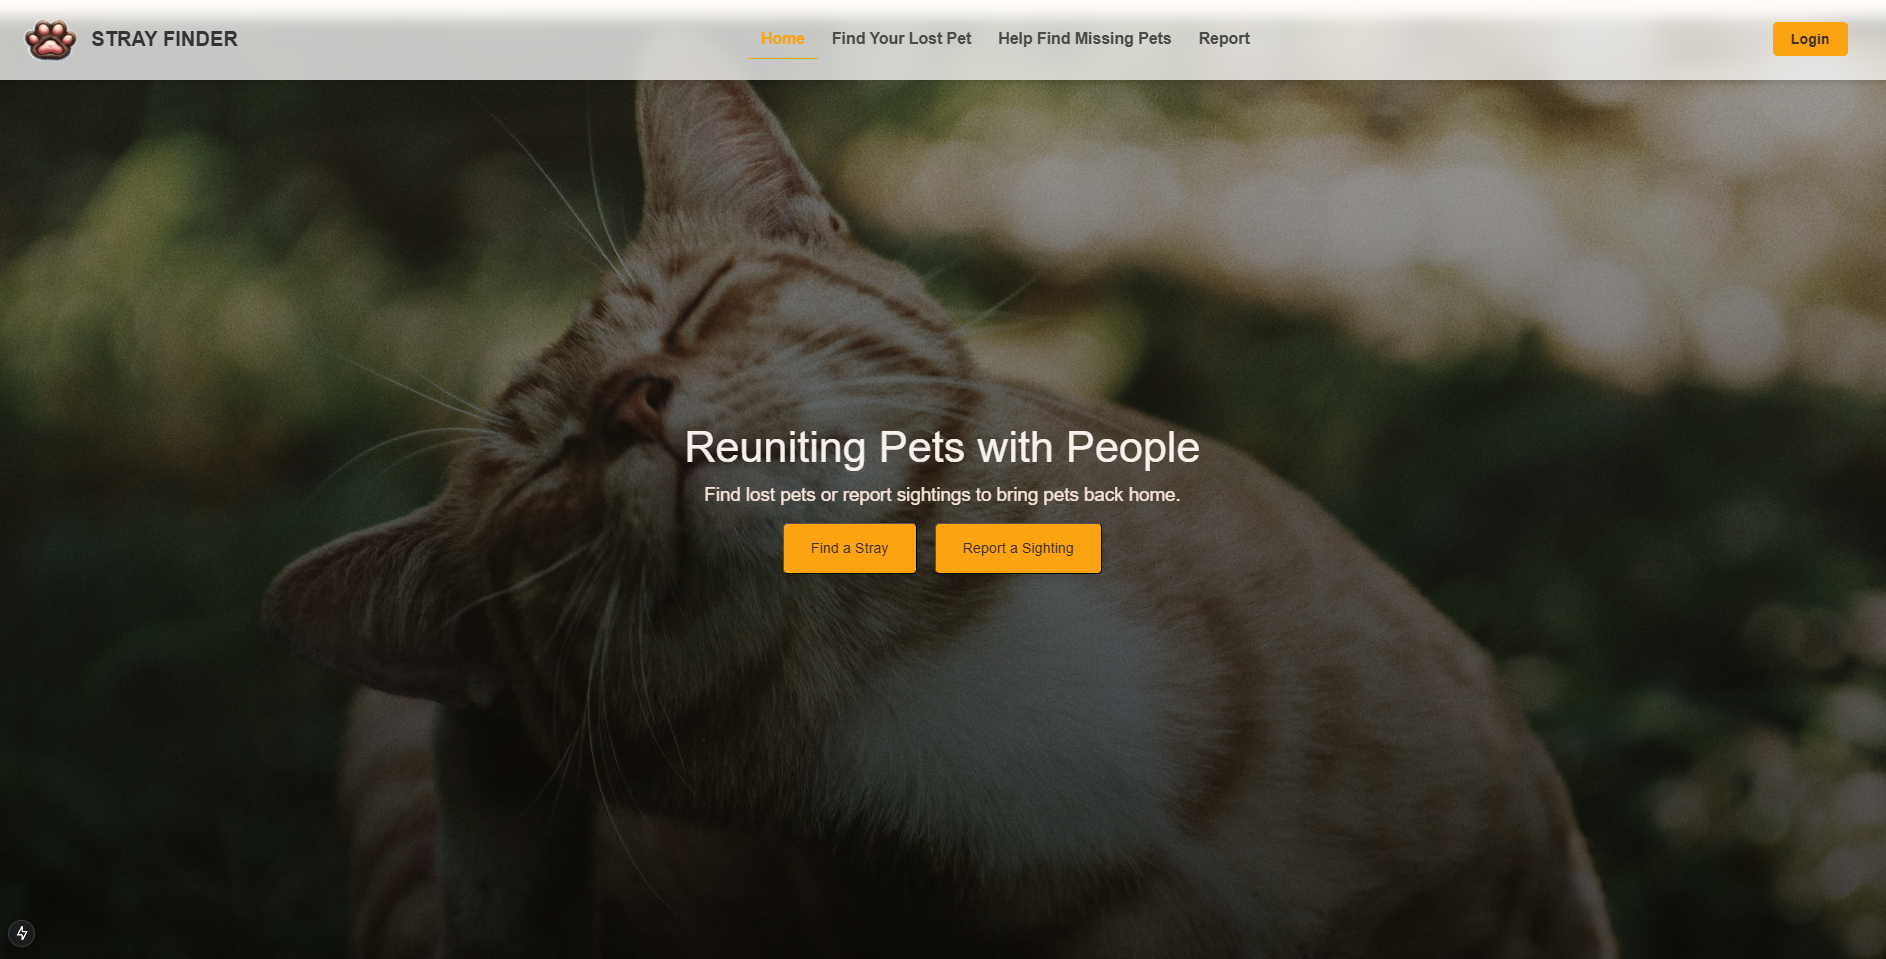 STRAY FINDER
Home
Find Your Lost Pet
Help Find Missing Pets
Report
Login
Reuniting Pets with People
Find lost pets or report sightings to bring pets back home.
Find a Stray
Report a Sighting